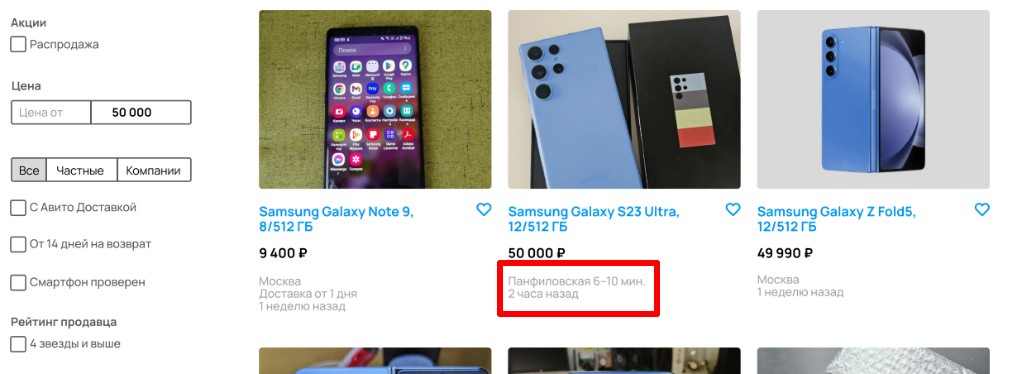 Акции
Распродажа
Цена
Цена от
50 000
Все
Частные
Компании
С Авито Доставкой
От 14 дней на возврат
Смартфон проверен
Рейтинг продавца
4 звезды и выше
Поиск
Samsung Galaxy Note 9,
8/512 ГБ
9 400 ₽
Москва
Доставка от 1 дня
1 неделю назад
Samsung Galaxy S23 Ultra,
12/512 ГБ
50 000 ₽
Панфиловская 6–10 мин.
2 часа назад
Samsung Galaxy Z Fold5,
12/512 ГБ
49 990 ₽
Москва
1 неделю назад